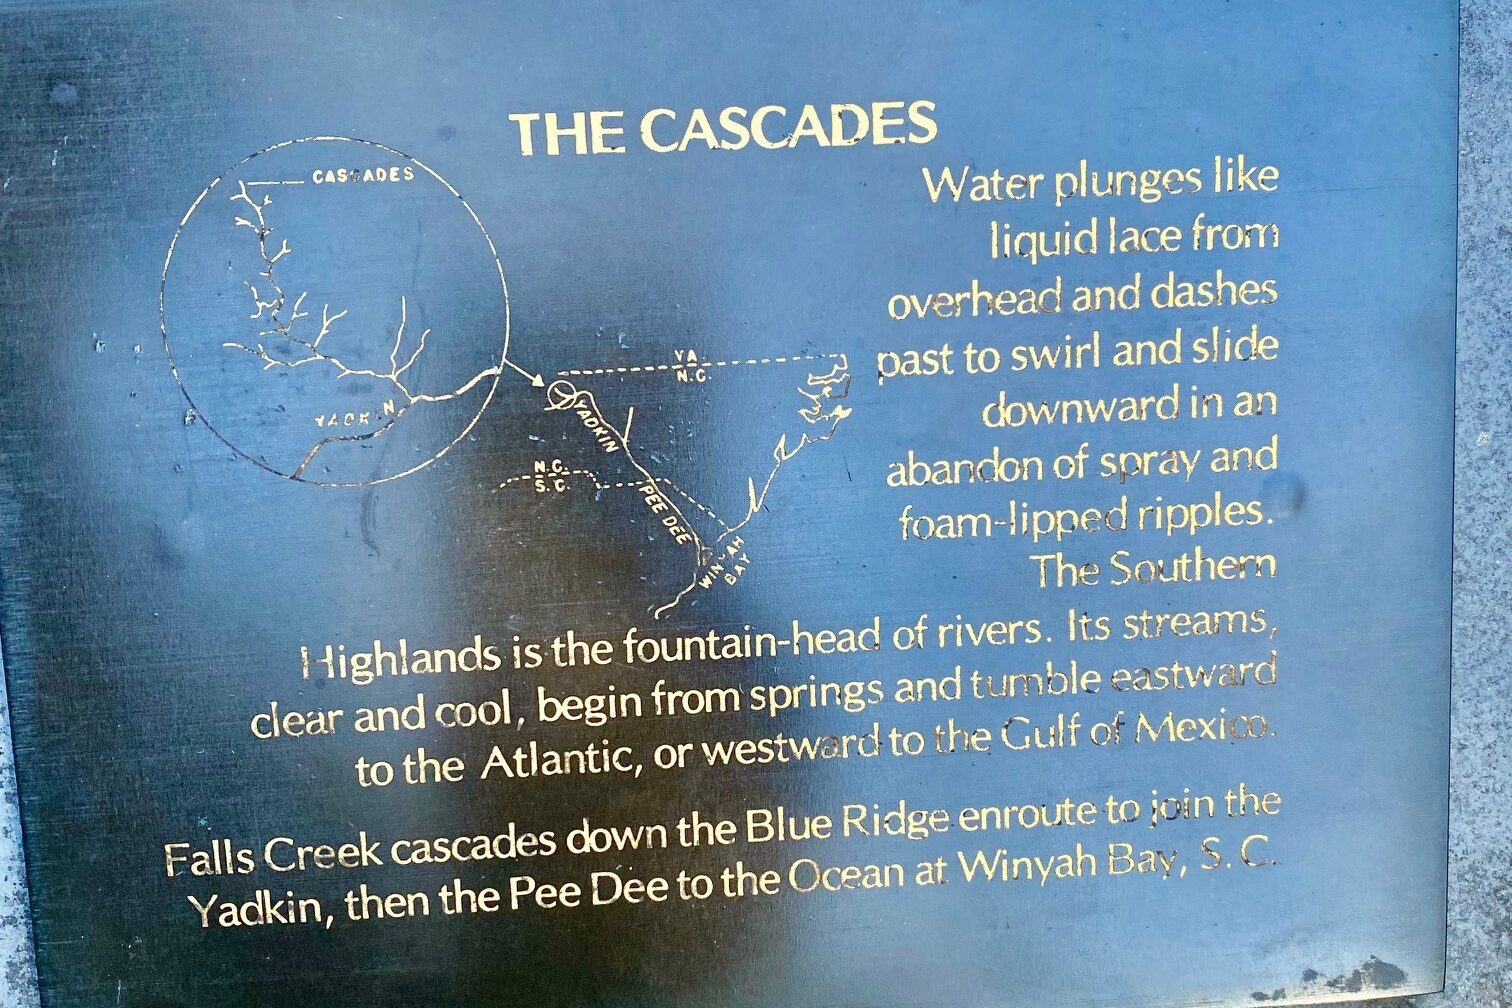 THE CASCADES
CASCADES
YADKIN
VA.
N.C.
YADKIN
N.C.
S.C.
PEE DEE
WINYAH
BAY
Water plunges like
liquid lace from
overhead and dashes
past to swirl and slide
downward in an
abandon of spray and
foam-lipped ripples.
The Southern
Highlands is the fountain-head of rivers. Its streams,
clear and cool, begin from springs and tumble eastward
to the Atlantic, or westward to the Gulf of Mexico.
Falls Creek cascades down the Blue Ridge enroute to join the
Yadkin, then the Pee Dee to the Ocean at Winyah Bay, S. C.